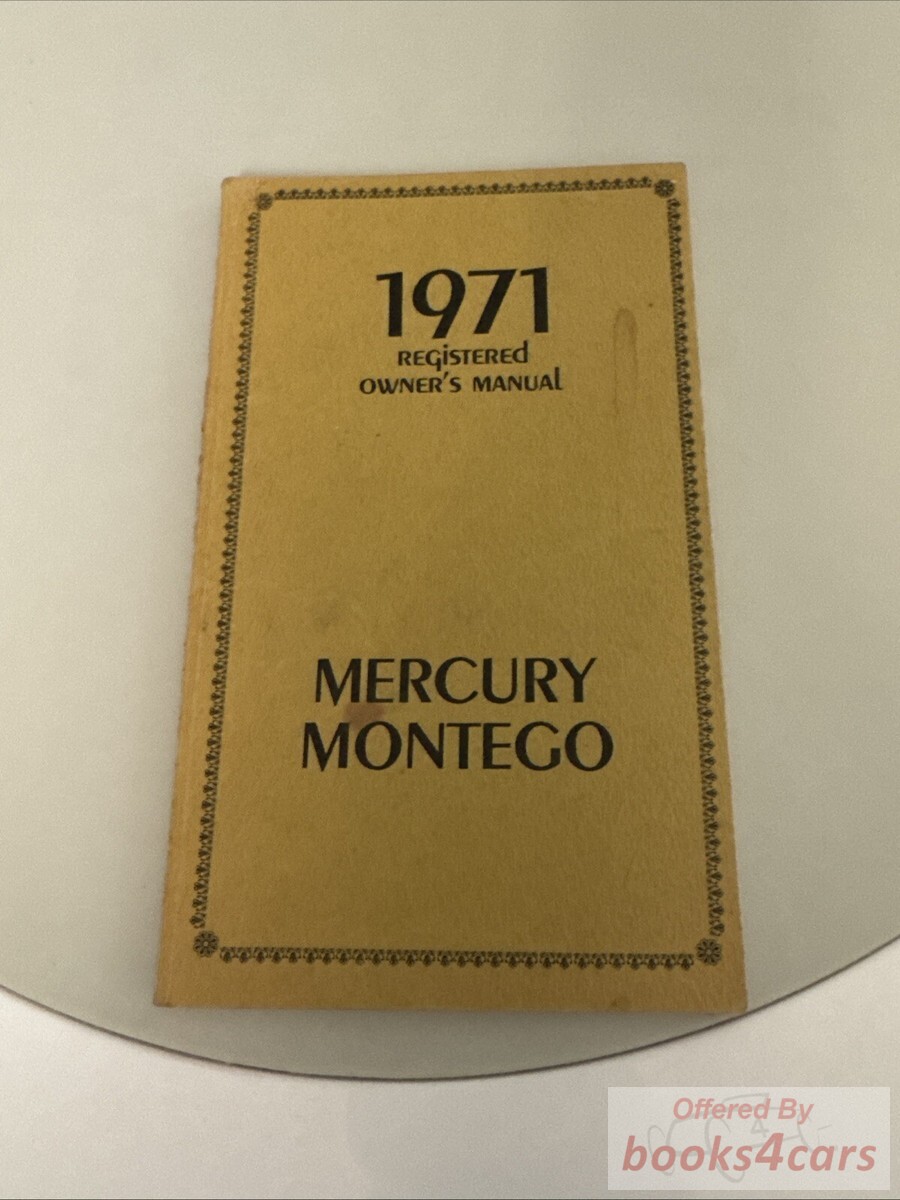 1971
REGISTERED
OWNER'S MANUAL
MERCURY
MONTEGO
Offered By
books4cars